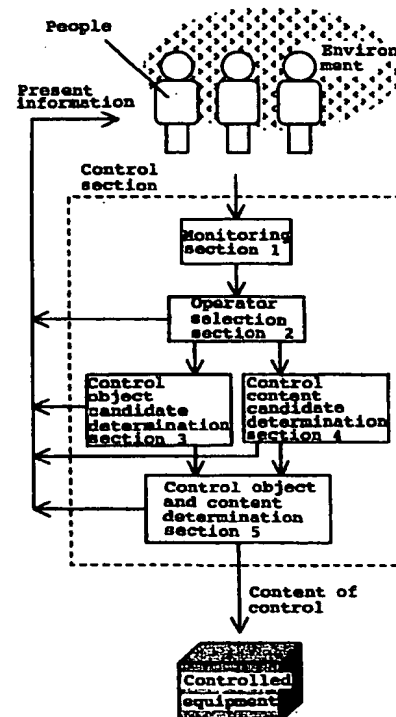 People
Environ
ment
Present
information
Control
section
Monitoring
section 1
Operator
selection
section 2
Control
object
candidate
determination
section 3
Control
content
candidate
determination
section 4
Control object
and content
determination
section 5
Content of
control
Controlled
equipment